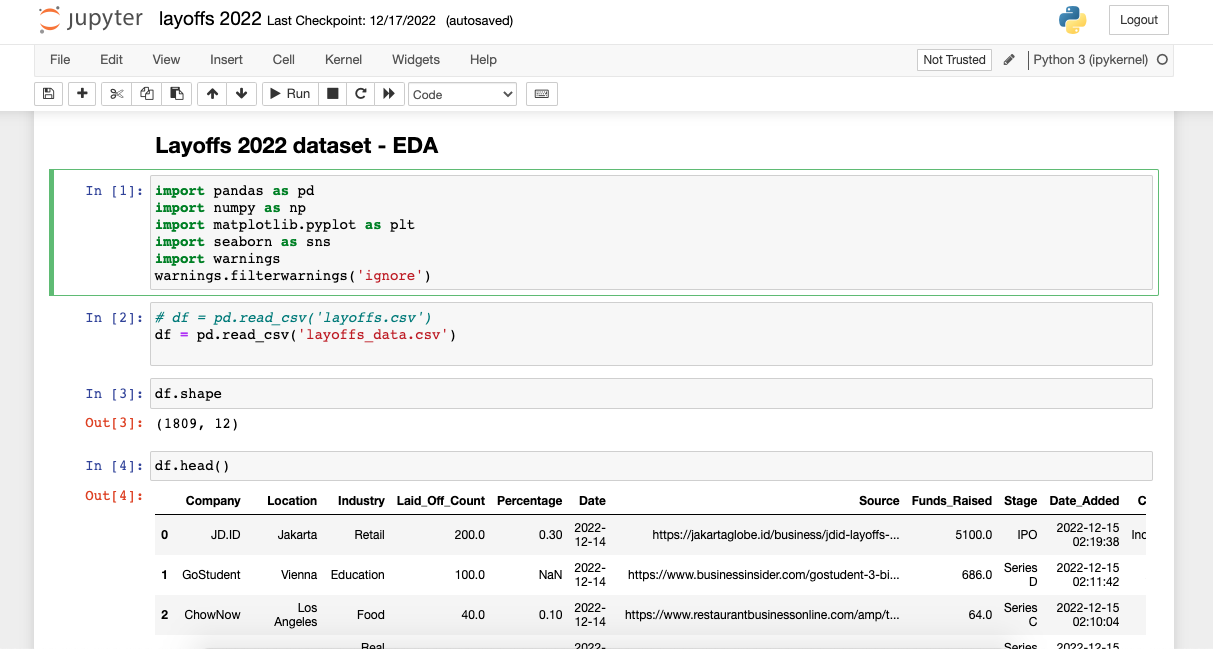 jupyter layoffs 2022 Last Checkpoint: 12/17/2022 (autosaved) Logout
File Edit View Insert Cell Kernel Widgets Help Not Trusted Python 3 (ipykernel)
Run Code
Layoffs 2022 dataset - EDA
In [1]: import pandas as pd
import numpy as np
import matplotlib.pyplot as plt
import seaborn as sns
import warnings
warnings.filterwarnings('ignore')
In [2]: # df = pd.read_csv('layoffs.csv')
df = pd.read_csv('layoffs_data.csv')
In [3]: df.shape
Out[3]: (1809, 12)
In [4]: df.head()
Out[4]:
Company Location Industry Laid_Off_Count Percentage Date Source Funds_Raised Stage Date_Added C
0 JD.ID Jakarta Retail 200.0 0.30 2022-12-14 https://jakartaglobe.id/business/jdid-layoffs-... 5100.0 IPO 2022-12-15 02:19:38 Inc
1 GoStudent Vienna Education 100.0 NaN 2022-12-14 https://www.businessinsider.com/gostudent-3-bi... 686.0 Series D 2022-12-15 02:11:42
2 ChowNow Los Angeles Food 40.0 0.10 2022-12-14 https://www.restaurantbusinessonline.com/amp/t... 64.0 Series C 2022-12-15 02:10:04
Real 2022- Series 2022-12-15